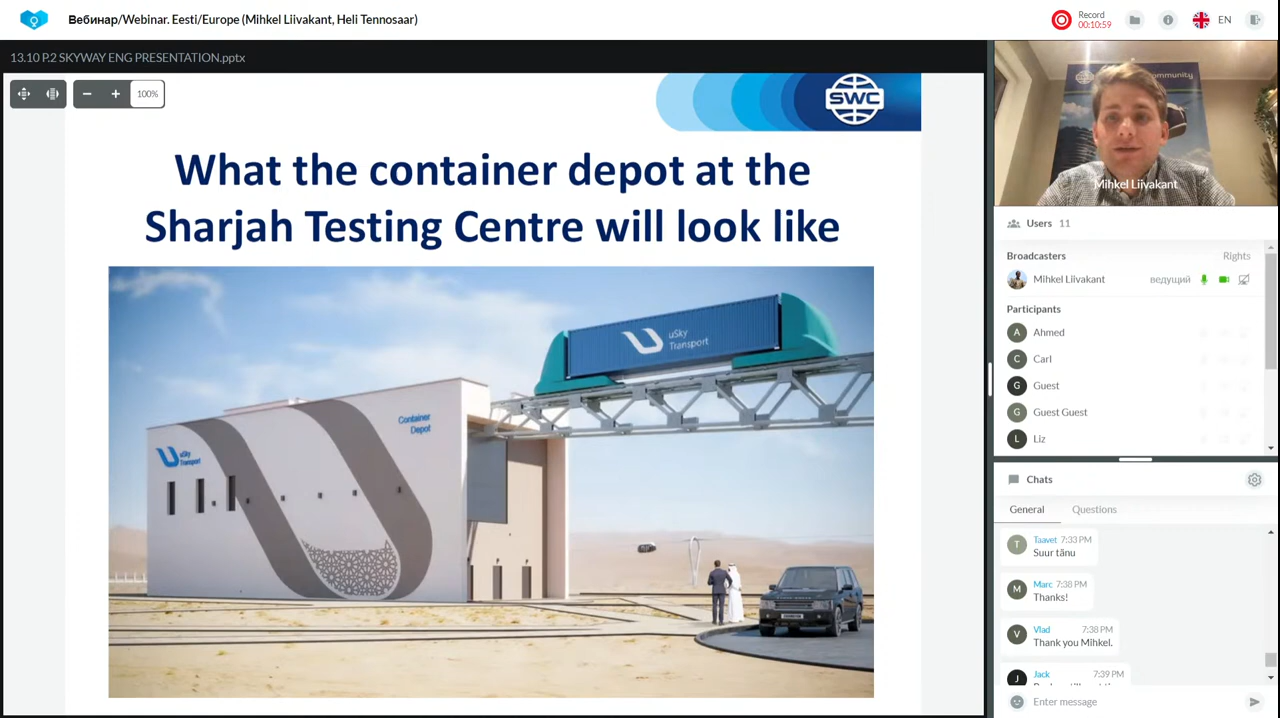 Вебинар/Webinar. Eesti/Europe (Mihkel Liivakant, Heli Tennosaar)
Record
00:10:59
EN
13.10 P.2 SKYWAY ENG PRESENTATION.pptx
100%
SWC
What the container depot at the
Sharjah Testing Centre will look like
uSky
Transport
Container
Depot
uSky
Transport
Mihkel Liivakant
Users 11
Broadcasters Rights
Mihkel Liivakant ведущий
Participants
A Ahmed
C Carl
G Guest
G Guest Guest
L Liz
Chats
General Questions
T Taavet 7:33 PM
Suur tänu
M Marc 7:38 PM
Thanks!
V Vlad 7:38 PM
Thank you Mihkel.
J Jack 7:39 PM
Enter message